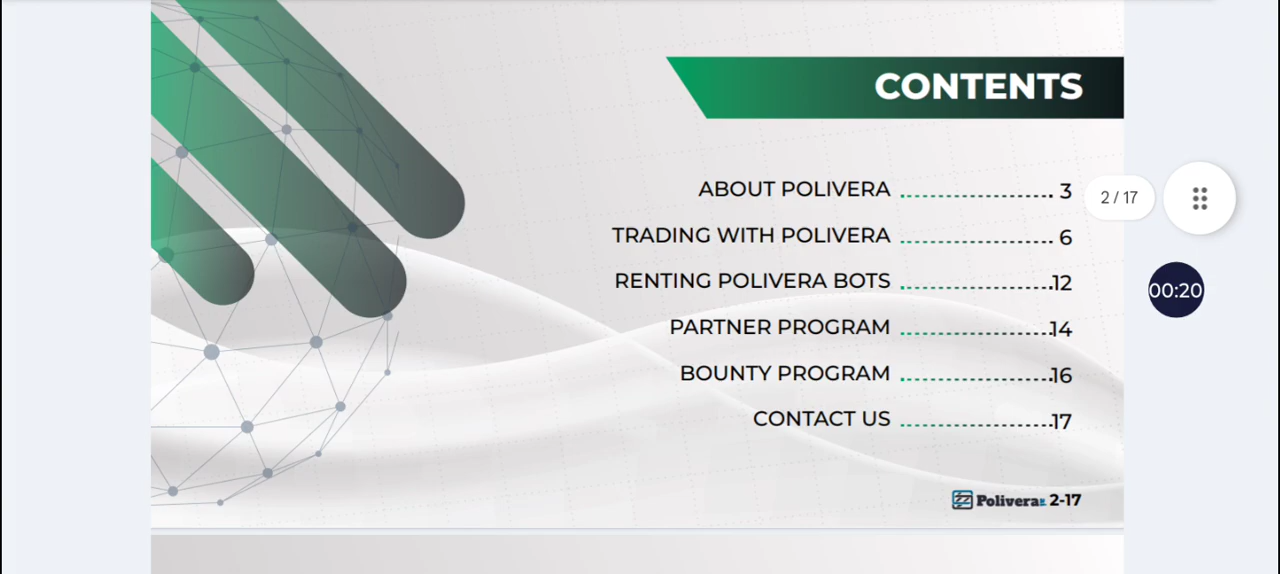 CONTENTS
ABOUT POLIVERA 3
TRADING WITH POLIVERA 6
2 / 17
RENTING POLIVERA BOTS 12
00:20
PARTNER PROGRAM 14
BOUNTY PROGRAM 16
CONTACT US 17
Polivera 2-17